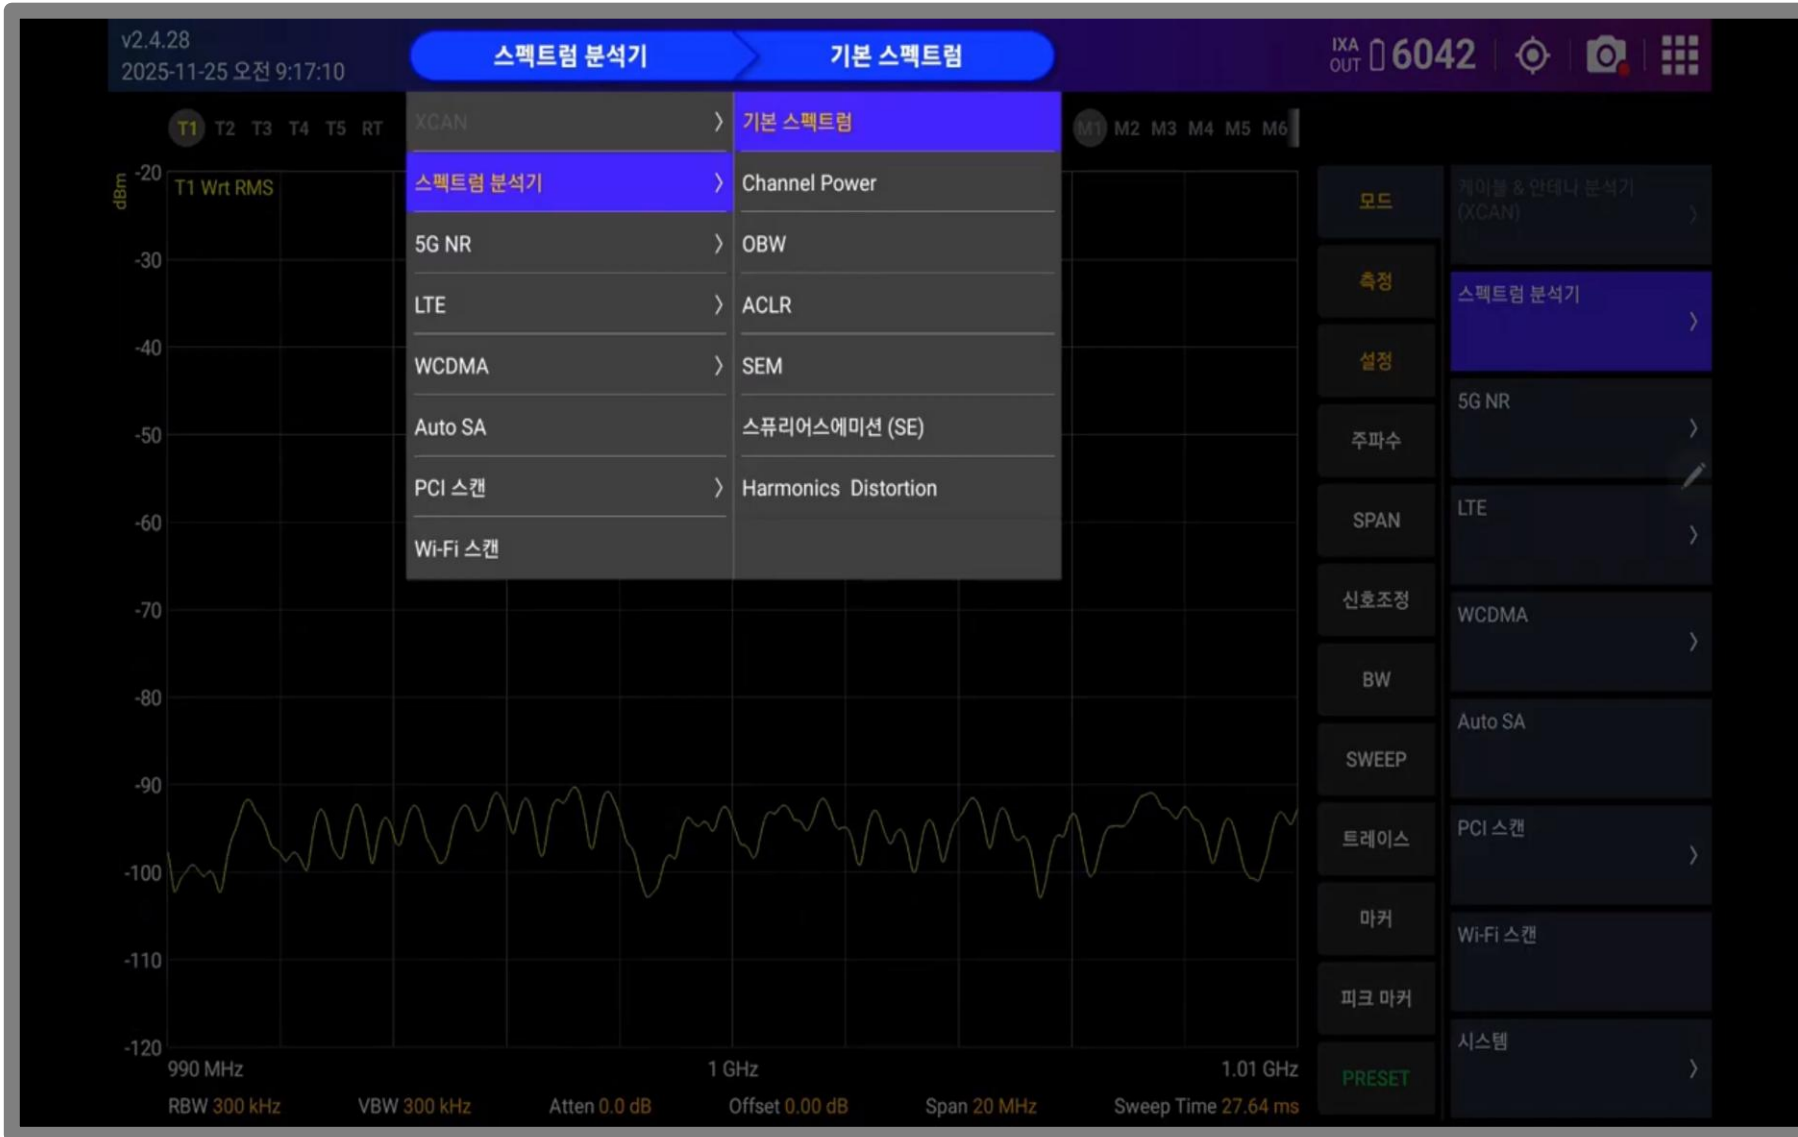 v2.4.28
2025-11-25 오전 9:17:10
스펙트럼 분석기
기본 스펙트럼
IXA OUT 6042
T1 T2 T3 T4 T5 RT
M1 M2 M3 M4 M5 M6
XCAN
스펙트럼 분석기
5G NR
LTE
WCDMA
Auto SA
PCI 스캔
Wi-Fi 스캔
기본 스펙트럼
Channel Power
OBW
ACLR
SEM
스퓨리어스에미션 (SE)
Harmonics Distortion
dBm
T1 Wrt RMS
-20
-30
-40
-50
-60
-70
-80
-90
-100
-110
-120
990 MHz 1 GHz 1.01 GHz
RBW 300 kHz VBW 300 kHz Atten 0.0 dB Offset 0.00 dB Span 20 MHz Sweep Time 27.64 ms
모드
측정
설정
주파수
SPAN
신호조정
BW
SWEEP
트레이스
마커
피크 마커
PRESET
케이블 & 안테나 분석기
(XCAN)
스펙트럼 분석기
5G NR
LTE
WCDMA
Auto SA
PCI 스캔
Wi-Fi 스캔
시스템